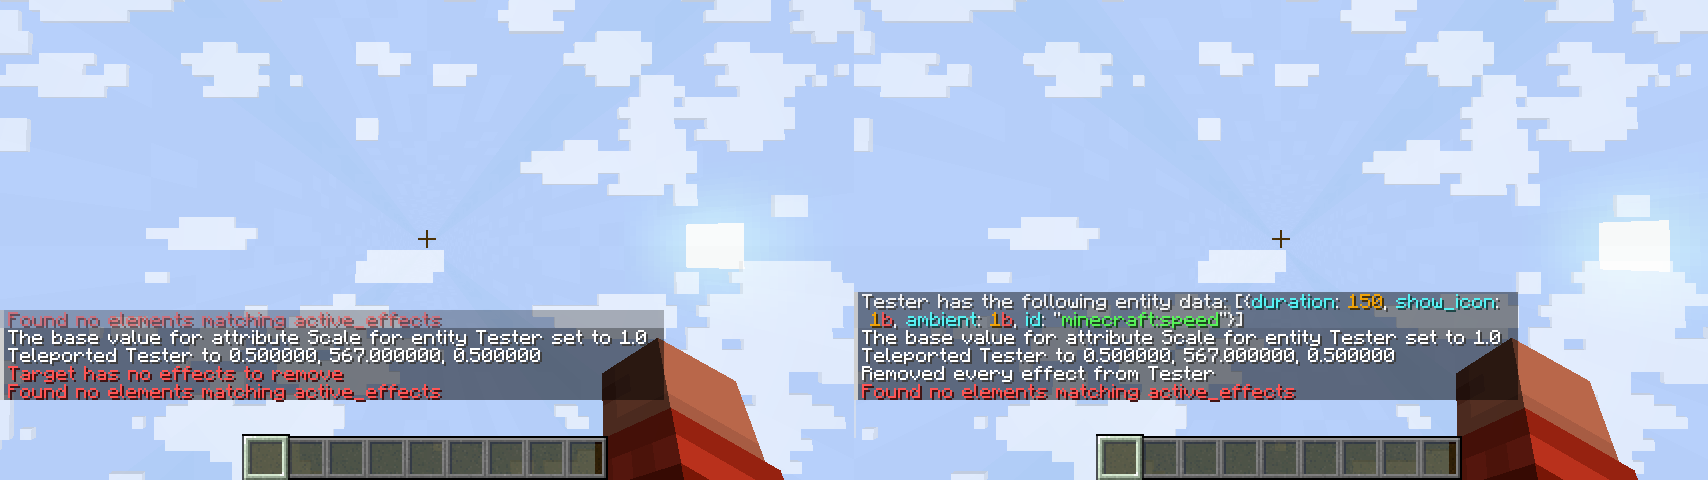 Found no elements matching active_effects
The base value for attribute Scale for entity Tester set to 1.0
Teleported Tester to 0.500000, 567.000000, 0.500000
Target has no effects to remove
Found no elements matching active_effects
Tester has the following entity data: [{duration: 150, show_icon:
1b, ambient: 1b, id: "minecraft:speed"}]
The base value for attribute Scale for entity Tester set to 1.0
Teleported Tester to 0.500000, 567.000000, 0.500000
Removed every effect from Tester
Found no elements matching active_effects